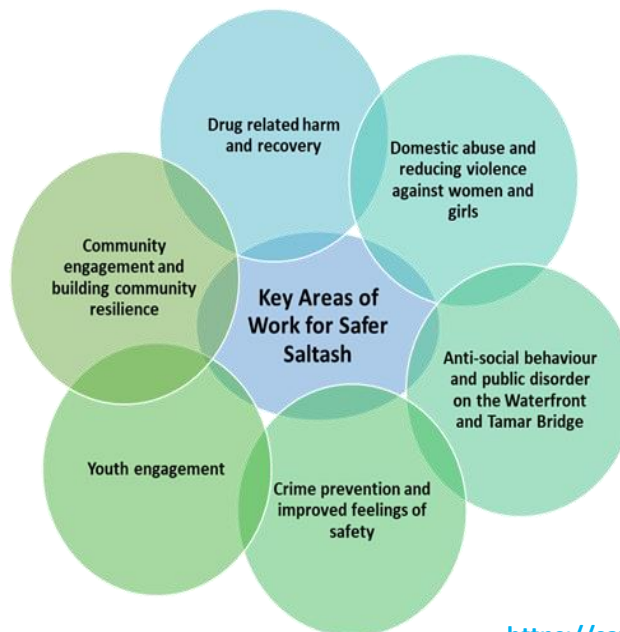 Drug related harm
and recovery
Domestic abuse and
reducing violence
against women and
girls
Community
engagement and
building community
resilience
Key Areas of
Work for Safer
Saltash
Anti-social behaviour
and public disorder
on the Waterfront
and Tamar Bridge
Youth engagement
Crime prevention and
improved feelings of
safety